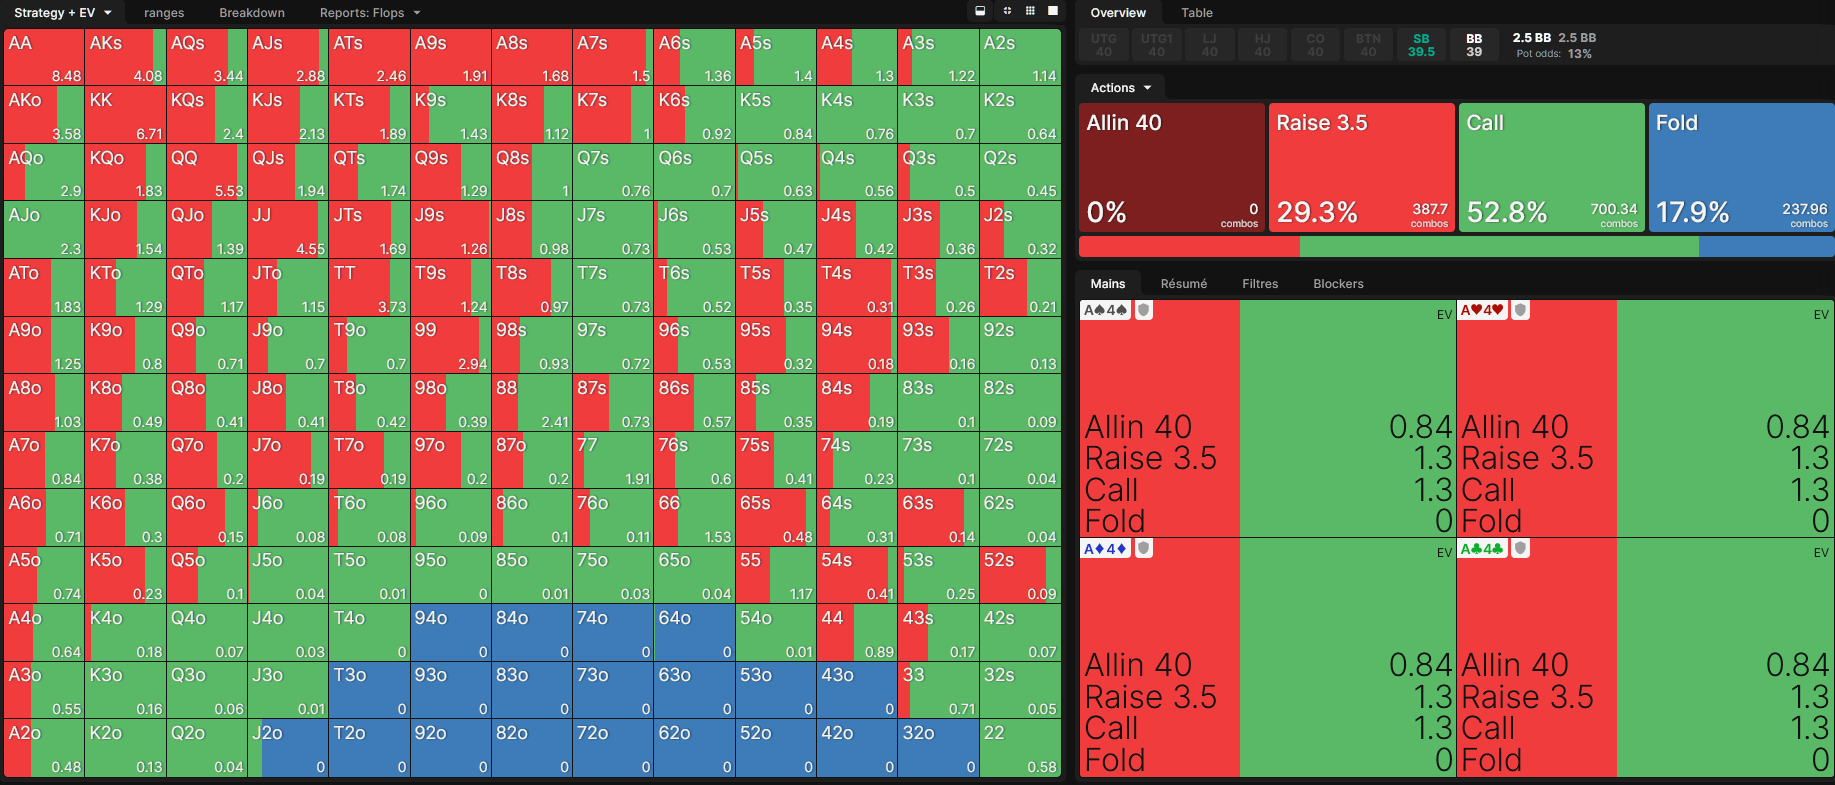 Strategy + EV ranges Breakdown Reports: Flops
AA AKs AQs AJs ATs A9s A8s A7s A6s A5s A4s A3s A2s
8.48 4.08 3.44 2.88 2.46 1.91 1.68 1.5 1.36 1.4 1.3 1.22 1.14
AKo KK KQs KJs KTs K9s K8s K7s K6s K5s K4s K3s K2s
3.58 6.71 2.4 2.13 1.89 1.43 1.12 1 0.92 0.84 0.76 0.7 0.64
AQo KQo QQ QJs QTs Q9s Q8s Q7s Q6s Q5s Q4s Q3s Q2s
2.9 1.83 5.53 1.94 1.74 1.29 1 0.76 0.7 0.63 0.56 0.5 0.45
AJo KJo QJo JJ JTs J9s J8s J7s J6s J5s J4s J3s J2s
2.3 1.54 1.39 4.55 1.69 1.26 0.98 0.73 0.53 0.47 0.42 0.36 0.32
ATo KTo QTo JTo TT T9s T8s T7s T6s T5s T4s T3s T2s
1.83 1.29 1.17 1.15 3.73 1.24 0.97 0.73 0.52 0.35 0.31 0.26 0.21
A9o K9o Q9o J9o T9o 99 98s 97s 96s 95s 94s 93s 92s
1.25 0.8 0.71 0.7 0.7 2.94 0.93 0.72 0.53 0.32 0.18 0.16 0.13
A8o K8o Q8o J8o T8o 98o 88 87s 86s 85s 84s 83s 82s
1.03 0.49 0.41 0.41 0.42 0.39 2.41 0.73 0.57 0.35 0.19 0.1 0.09
A7o K7o Q7o J7o T7o 97o 87o 77 76s 75s 74s 73s 72s
0.84 0.38 0.2 0.19 0.19 0.2 0.2 1.91 0.6 0.41 0.23 0.1 0.04
A6o K6o Q6o J6o T6o 96o 86o 76o 66 65s 64s 63s 62s
0.71 0.3 0.15 0.08 0.08 0.09 0.1 0.11 1.53 0.48 0.31 0.14 0.04
A5o K5o Q5o J5o T5o 95o 85o 75o 65o 55 54s 53s 52s
0.74 0.23 0.1 0.04 0.01 0 0.01 0.03 0.04 1.17 0.41 0.25 0.09
A4o K4o Q4o J4o T4o 94o 84o 74o 64o 54o 44 43s 42s
0.64 0.18 0.07 0.03 0 0 0 0 0 0.01 0.89 0.17 0.07
A3o K3o Q3o J3o T3o 93o 83o 73o 63o 53o 43o 33 32s
0.55 0.16 0.06 0.01 0 0 0 0 0 0 0 0.71 0.05
A2o K2o Q2o J2o T2o 92o 82o 72o 62o 52o 42o 32o 22
0.48 0.13 0.04 0 0 0 0 0 0 0 0 0 0.58
Overview Table
UTG UTG1 LJ HJ CO BTN SB BB
40 40 40 40 40 40 39.5 39
2.5 BB 2.5 BB
Pot odds: 13%
Actions
Allin 40 Raise 3.5 Call Fold
0% 29.3% 52.8% 17.9%
0 387.7 700.34 237.96
combos combos combos combos
Mains Résumé Filtres Blockers
A♠4♠ EV
Allin 40 0.84
Raise 3.5 1.3
Call 1.3
Fold 0
A♥4♥ EV
Allin 40 0.84
Raise 3.5 1.3
Call 1.3
Fold 0
A♦4♦ EV
Allin 40 0.84
Raise 3.5 1.3
Call 1.3
Fold 0
A♣4♣ EV
Allin 40 0.84
Raise 3.5 1.3
Call 1.3
Fold 0